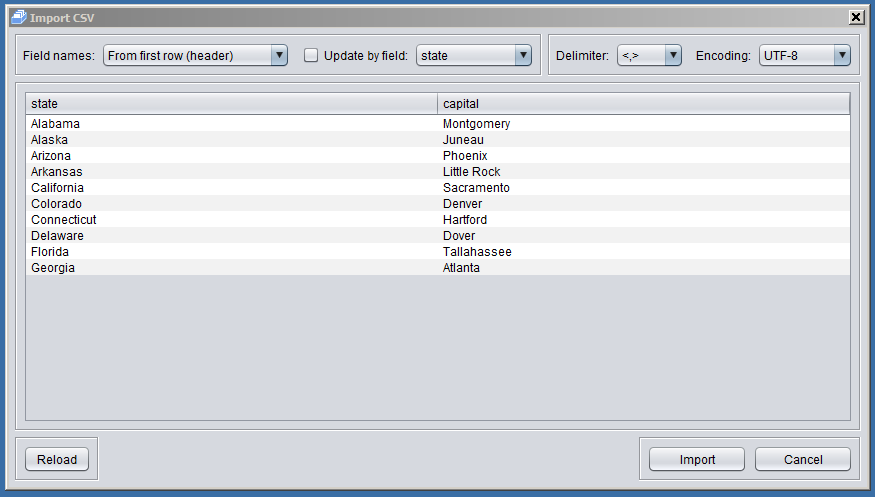 Import CSV
Field names: From first row (header) Update by field: state Delimiter: <,> Encoding: UTF-8
state capital
Alabama Montgomery
Alaska Juneau
Arizona Phoenix
Arkansas Little Rock
California Sacramento
Colorado Denver
Connecticut Hartford
Delaware Dover
Florida Tallahassee
Georgia Atlanta
Reload Import Cancel